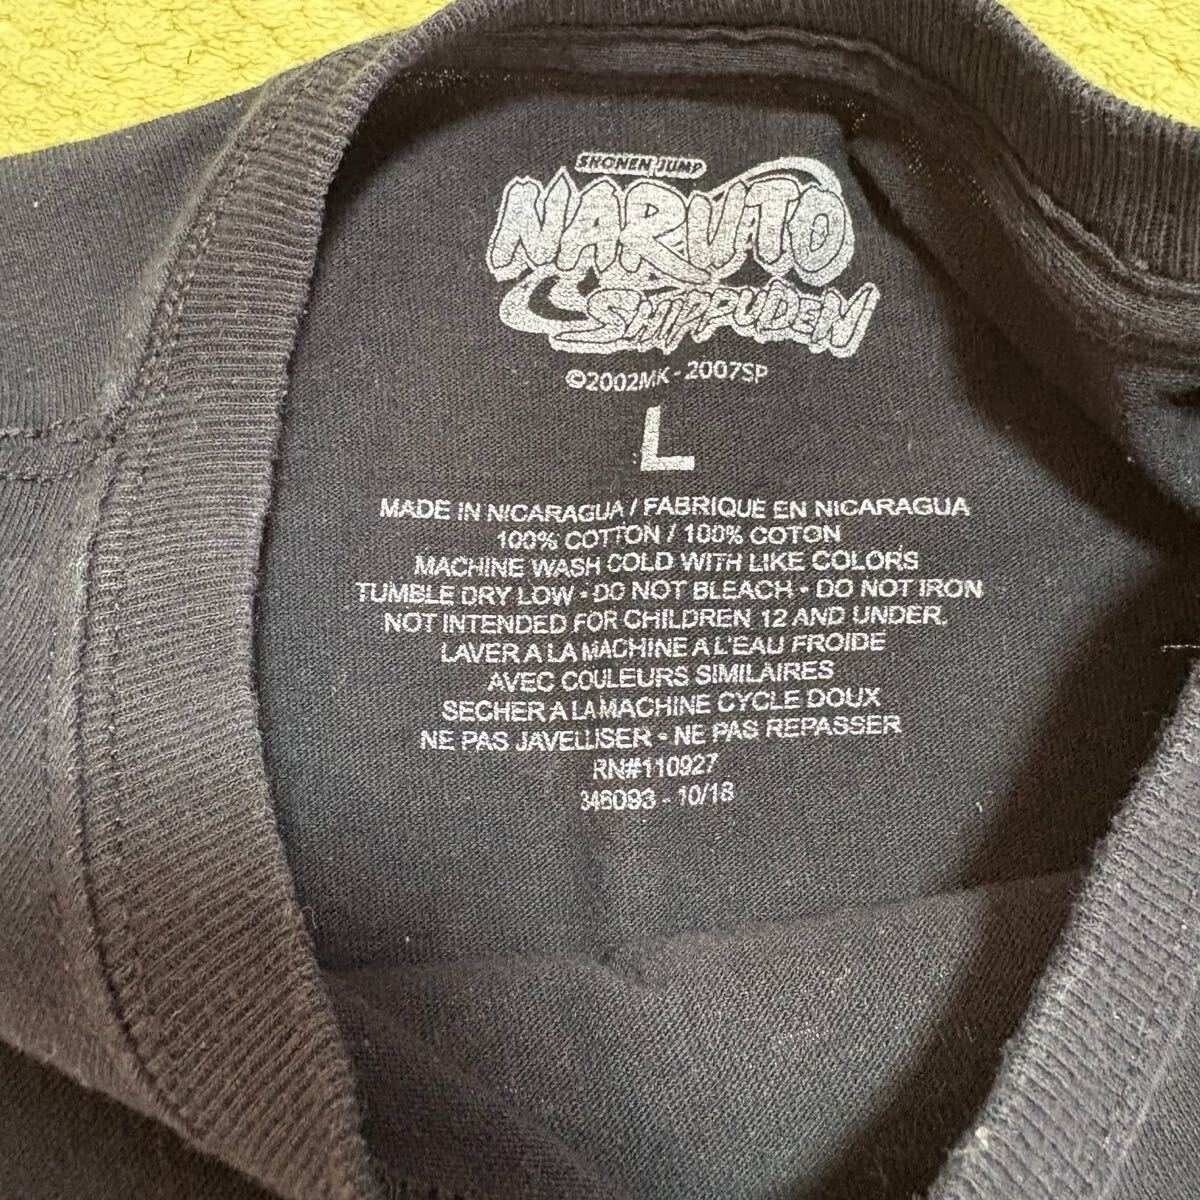 SHONEN JUMP
NARUTO
SHIPPUDEN
©2002MK - 2007SP
L
MADE IN NICARAGUA / FABRIQUE EN NICARAGUA
100% COTTON / 100% COTON
MACHINE WASH COLD WITH LIKE COLORS
TUMBLE DRY LOW - DO NOT BLEACH - DO NOT IRON
NOT INTENDED FOR CHILDREN 12 AND UNDER.
LAVER A LA MACHINE A L'EAU FROIDE
AVEC COULEURS SIMILAIRES
SECHER A LA MACHINE CYCLE DOUX
NE PAS JAVELLISER - NE PAS REPASSER
RN#110927
346093 - 10/18